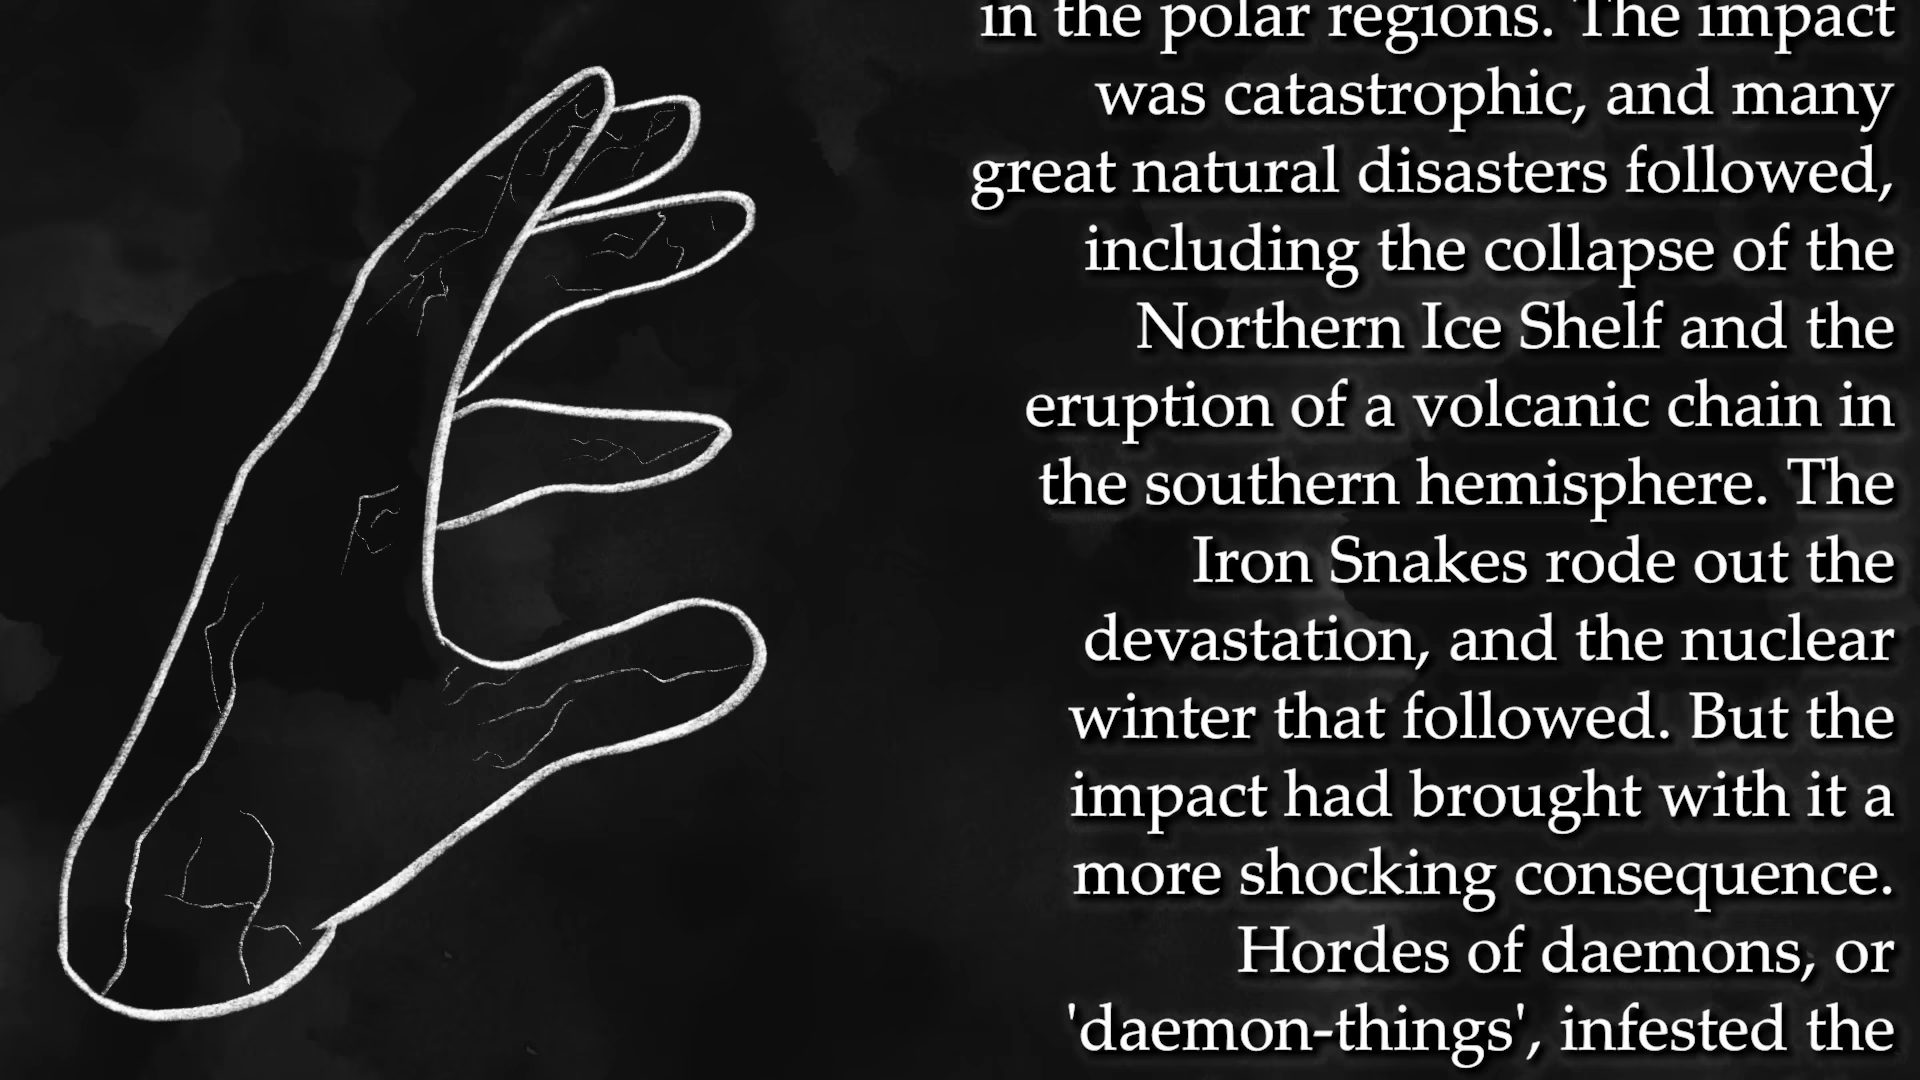 in the polar regions. The impact
was catastrophic, and many
great natural disasters followed,
including the collapse of the
Northern Ice Shelf and the
eruption of a volcanic chain in
the southern hemisphere. The
Iron Snakes rode out the
devastation, and the nuclear
winter that followed. But the
impact had brought with it a
more shocking consequence.
Hordes of daemons, or
'daemon-things', infested the